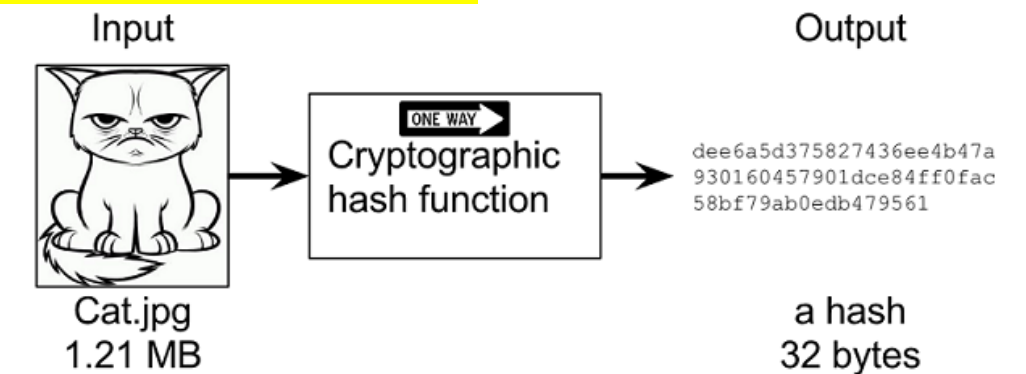 Input
Output
ONE WAY
Cryptographic
hash function
dee6a5d375827436ee4b47a
930160457901dce84ff0fac
58bf79ab0edb479561
Cat.jpg
1.21 MB
a hash
32 bytes